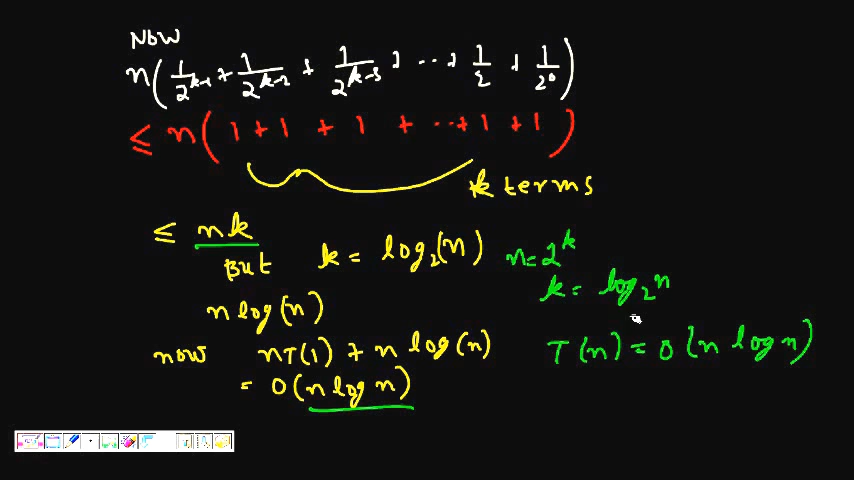 NOW
n(1/2^{k-1} + 1/2^{k-2} + 1/2^{k-3} + ... + 1/2 + 1/2^0)
≤ n(1+1 + 1 + ...+1 +1)
k terms
≤ nk
But k = log₂(n)
n=2^k
k = log₂n
n log(n)
now nT(1) + n log(n)
= O(n log n)
T(n) = O(n log n)